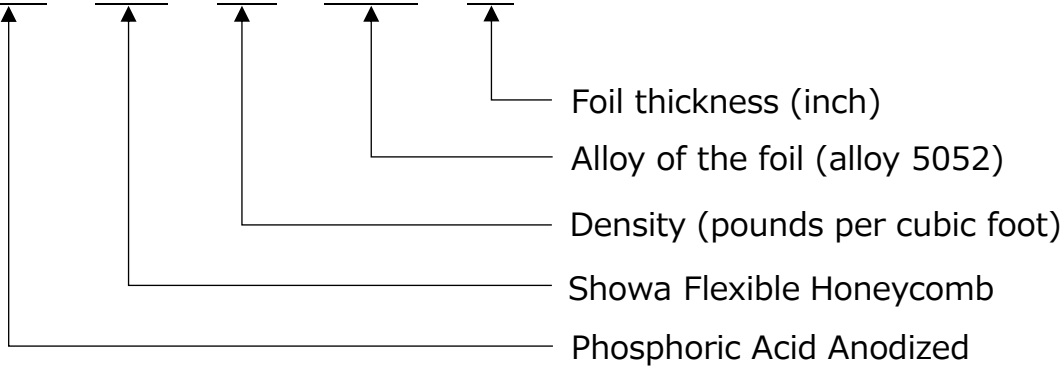 Foil thickness (inch)
Alloy of the foil (alloy 5052)
Density (pounds per cubic foot)
Showa Flexible Honeycomb
Phosphoric Acid Anodized